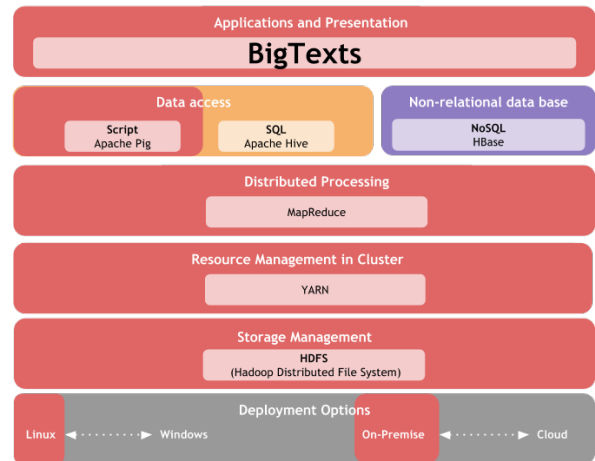 Applications and Presentation
BigTexts
Data access
Script
Apache Pig
SQL
Apache Hive
Non-relational data base
NoSQL
HBase
Distributed Processing
MapReduce
Resource Management in Cluster
YARN
Storage Management
HDFS
(Hadoop Distributed File System)
Deployment Options
Linux
Windows
On-Premise
Cloud